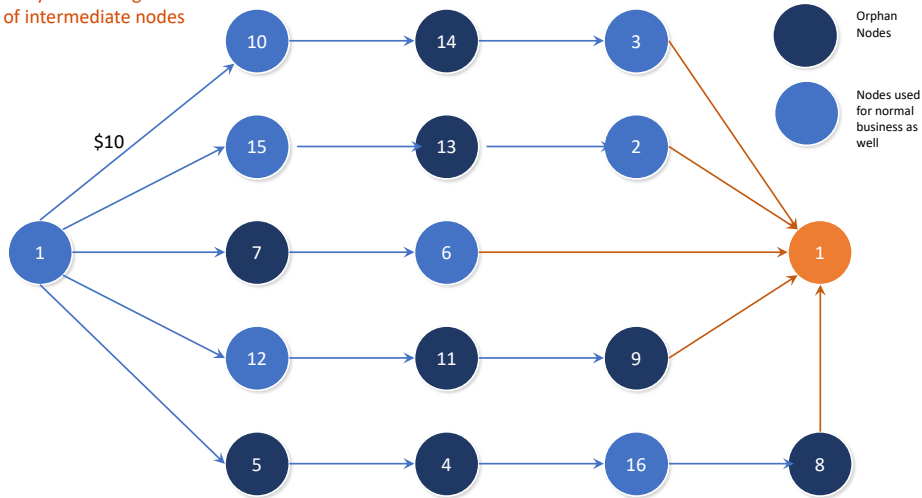 of intermediate nodes
10
14
3
Orphan
Nodes
$10
15
13
2
Nodes used
for normal
business as
well
1
7
6
1
12
11
9
5
4
16
8